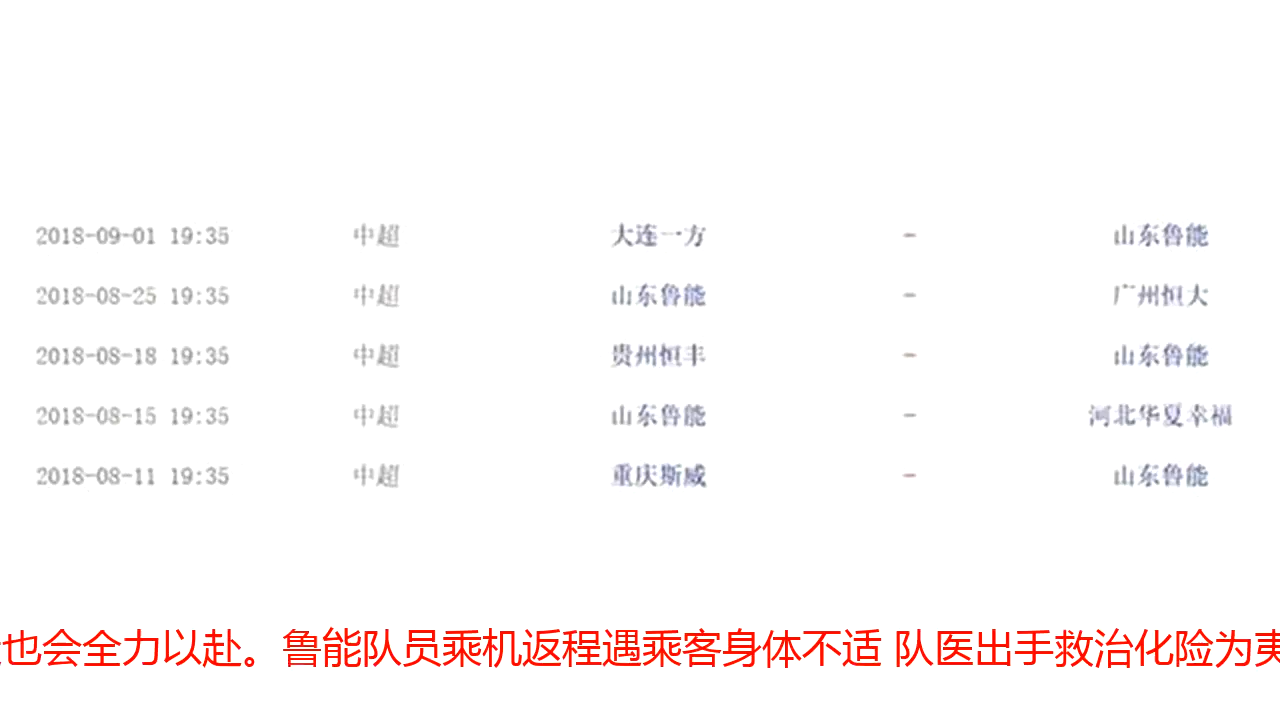 2018-09-01 19:35 中超 大连一方 - 山东鲁能
2018-08-25 19:35 中超 山东鲁能 - 广州恒大
2018-08-18 19:35 中超 贵州恒丰 - 山东鲁能
2018-08-15 19:35 中超 山东鲁能 - 河北华夏幸福
2018-08-11 19:35 中超 重庆斯威 - 山东鲁能
也会全力以赴。鲁能队员乘机返程遇乘客身体不适 队医出手救治化险为夷